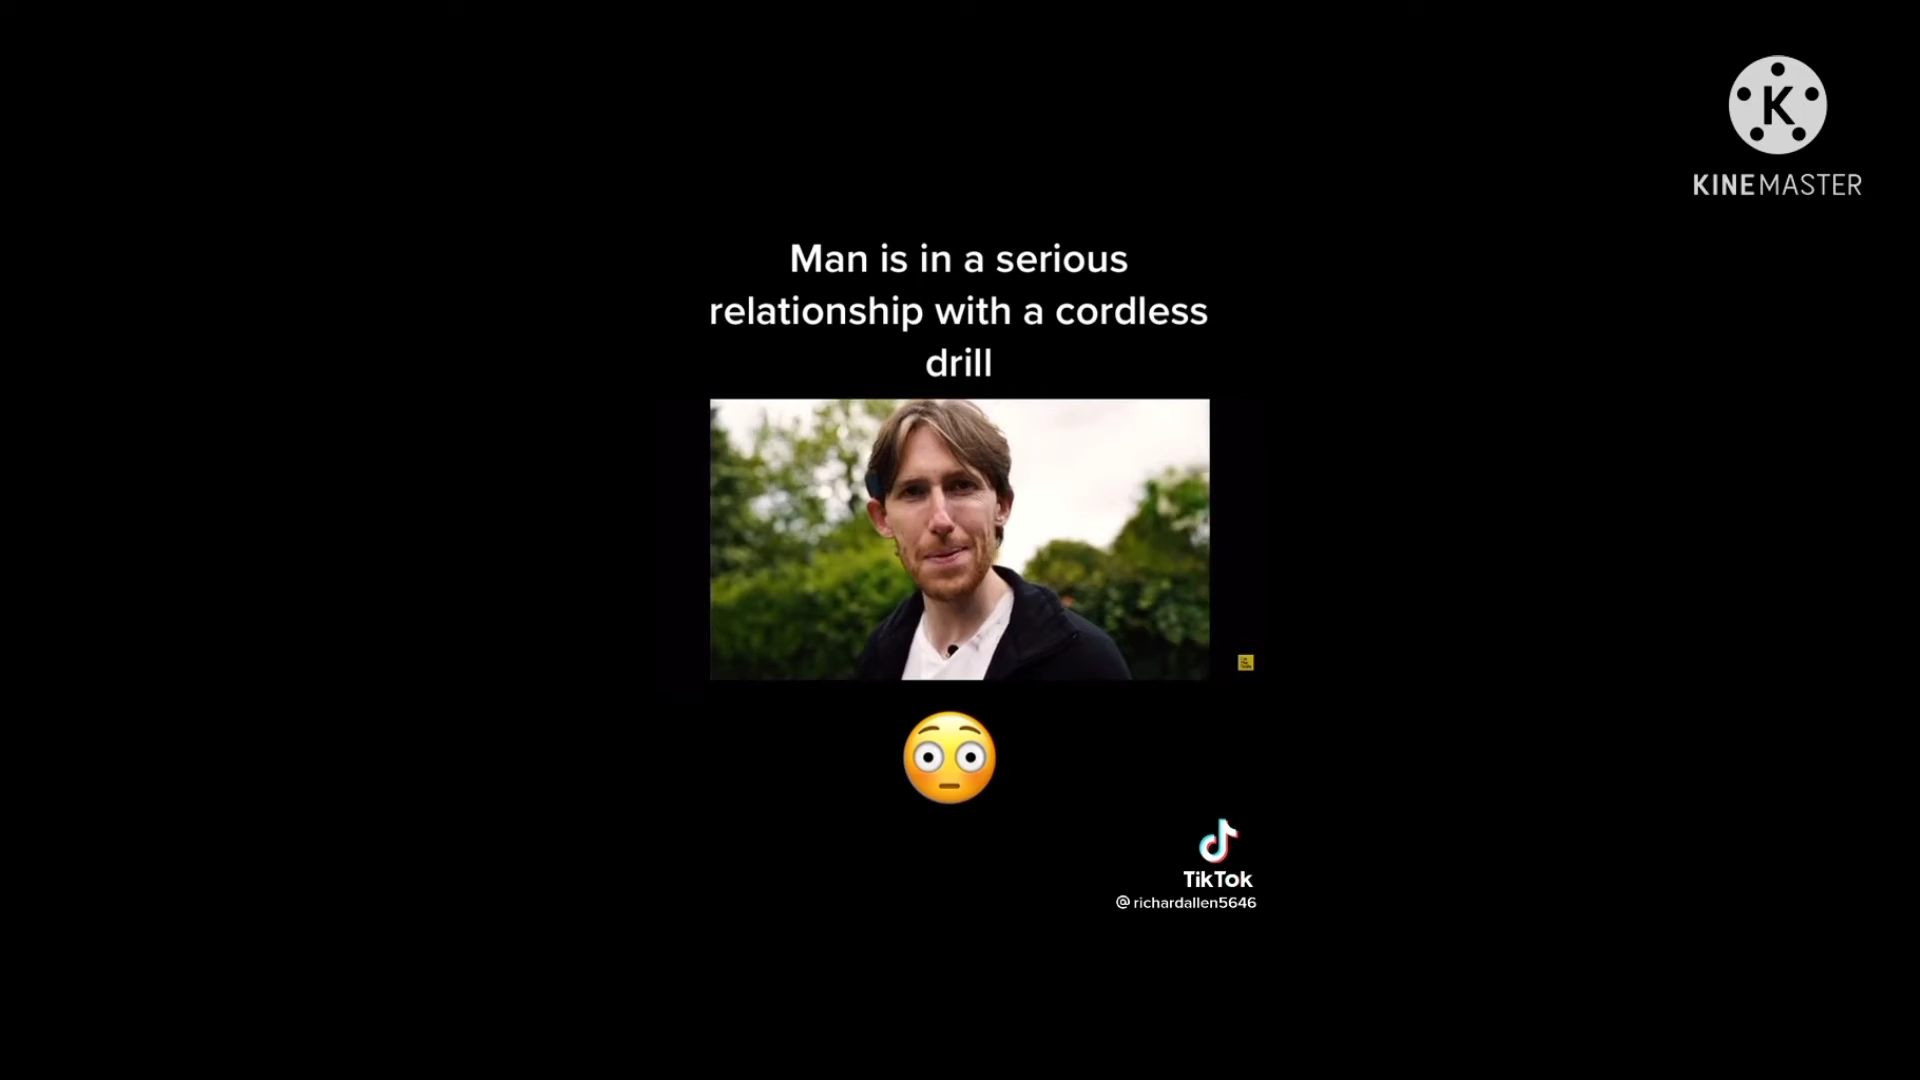 K
KINEMASTER
Man is in a serious
relationship with a cordless
drill
TikTok
@richardallen5646